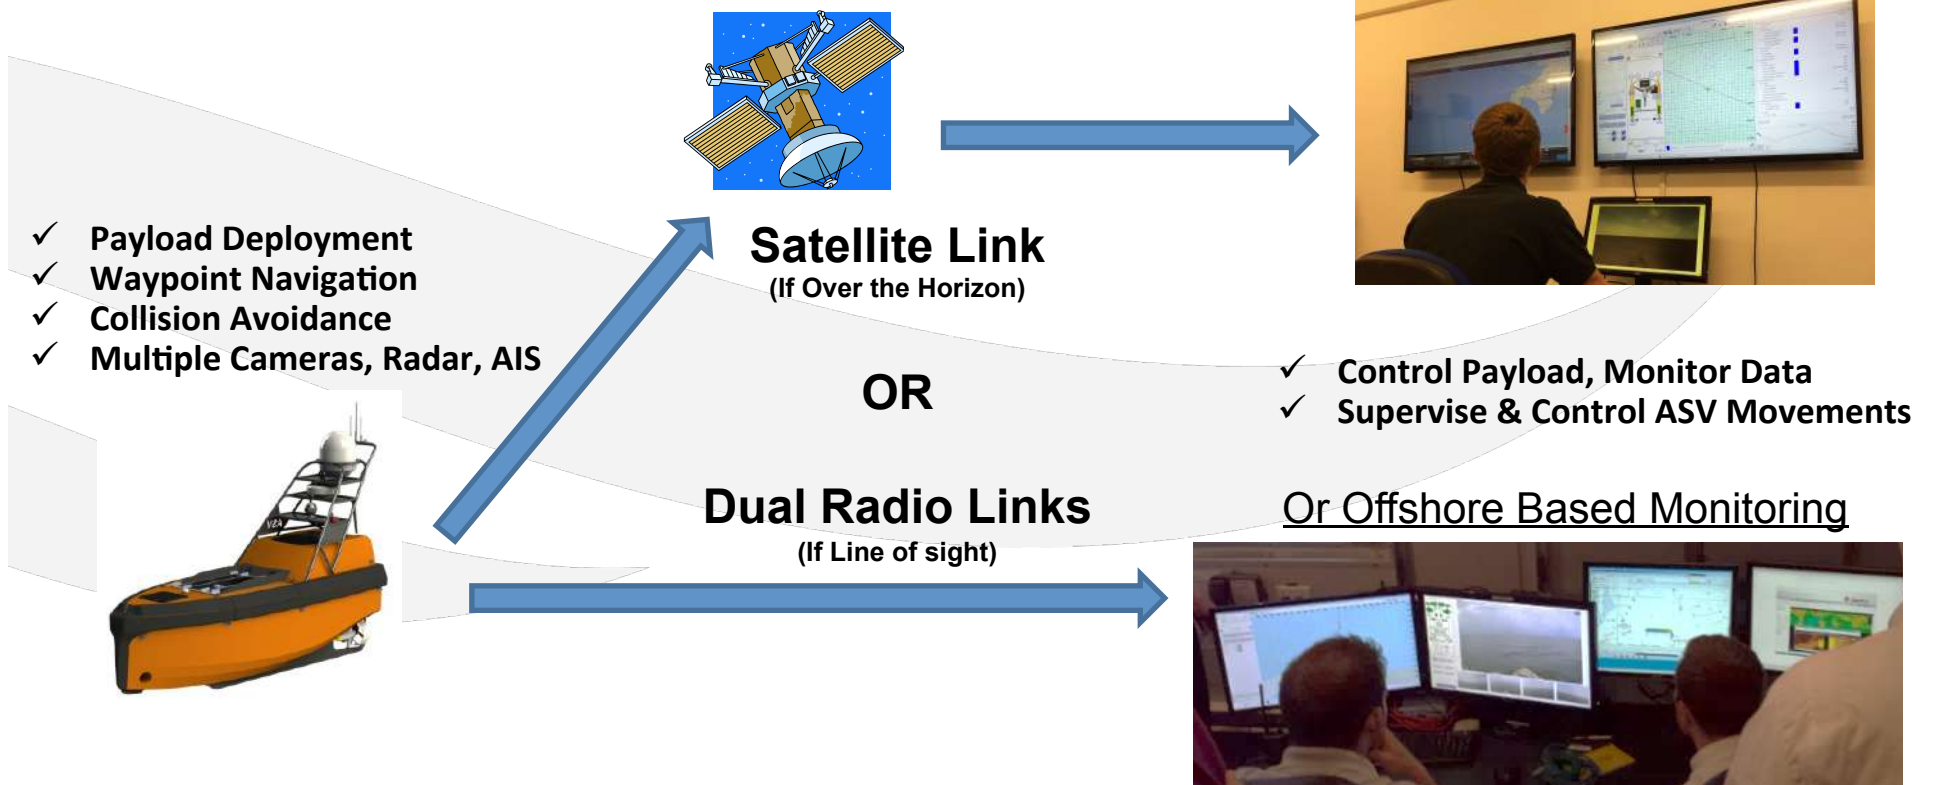 ✓ Payload Deployment
✓ Waypoint Navigation
✓ Collision Avoidance
✓ Multiple Cameras, Radar, AIS
Satellite Link
(If Over the Horizon)
OR
Dual Radio Links
(If Line of sight)
✓ Control Payload, Monitor Data
✓ Supervise & Control ASV Movements
Or Offshore Based Monitoring